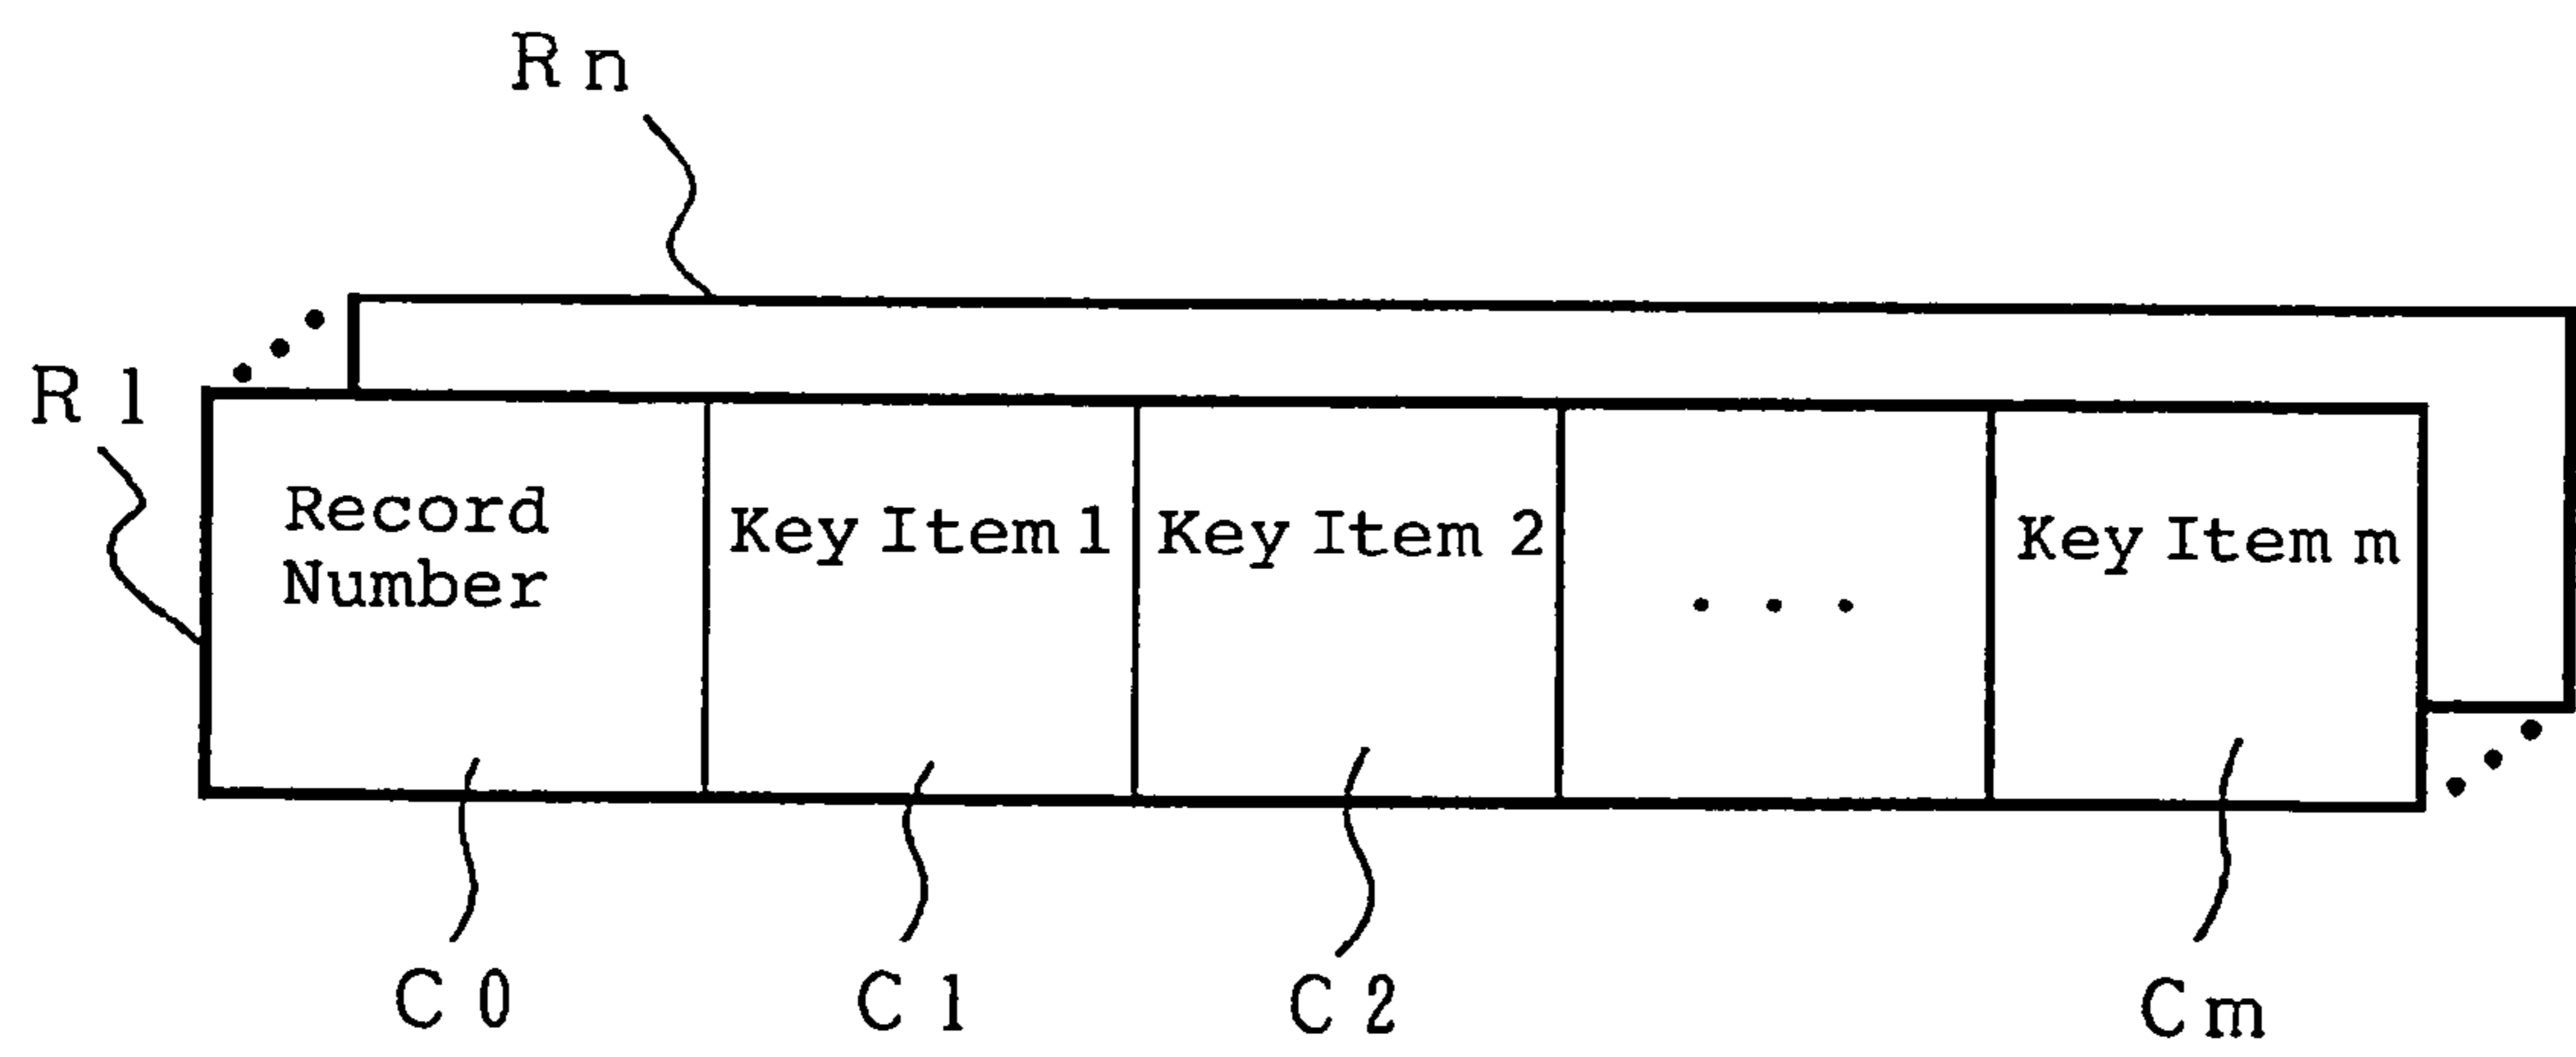 Rn
R1
Record
Number
Key Item 1
Key Item 2
. . .
Key Item m
C0
C1
C2
Cm